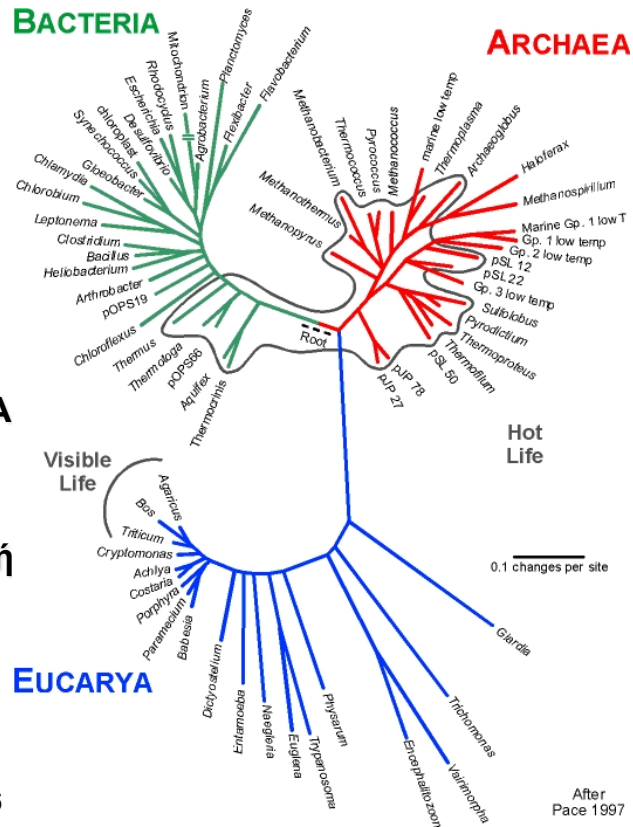 BACTERIA
ARCHAEA
Planctomyces
Mitochondrion
Flavobacterium
Rhodocyclus
Escherichia
Desulfovibrio
Agrobacterium
Flexibacter
chloroplast
Synechococcus
Gloeobacter
Chlamydia
Chlorobium
Leptonema
Clostridium
Bacillus
Heliobacterium
Arthrobacter
pOPS19
Chloroflexus
Thermus
Thermotoga
pOPS66
Aquifex
Thermocrinis
Root
Methanopyrus
Methanothermus
Methanobacterium
Thermococcus
Pyrococcus
Methanococcus
marine low temp
Thermoplasma
Archaeoglobus
Haloferax
Methanospirillum
Marine Gp. 1 low T
Gp. 1 low temp
Gp. 2 low temp
pSL 12
pSL 22
Gp. 3 low temp
Sulfolobus
Pyrodictium
Thermoproteus
Thermofilum
pSL 50
pJP 78
pJP 27
A
Hot
Life
Visible
Life
Agaricus
Bos
Triticum
Cryptomonas
Achlya
Costaria
Porphyra
Paramecium
Babesia
ή
0.1 changes per site
EUCARYA
Dictyostelium
Entamoeba
Naegleria
Euglena
Trypanosoma
Physarum
Encephalitozoon
Vairimorpha
Trichomonas
Giardia
After
Pace 1997